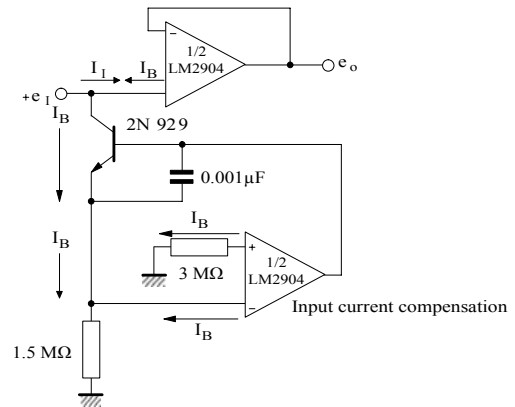 1/2
LM2904
e o
I I
I B
+e I
I B
2N 929
0.001µF
I B
I B
3 MΩ
1/2
LM2904
Input current compensation
I B
1.5 MΩ